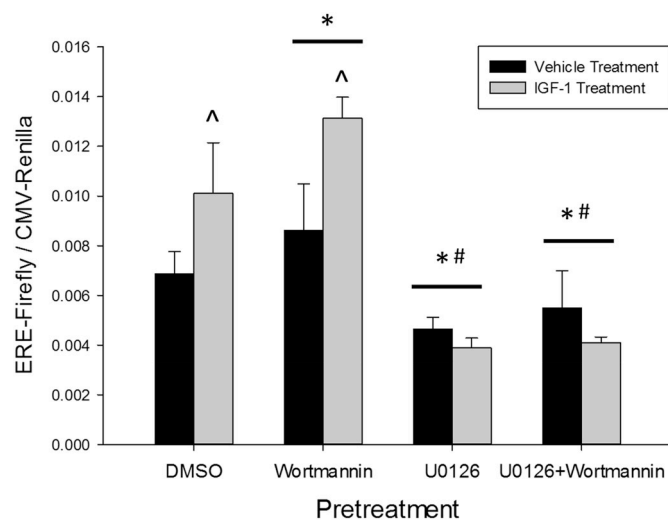 *
^
^
* #
* #
Vehicle Treatment
IGF-1 Treatment
ERE-Firefly / CMV-Renilla
0.016
0.014
0.012
0.010
0.008
0.006
0.004
0.002
0.000
DMSO Wortmannin U0126 U0126+Wortmannin
Pretreatment